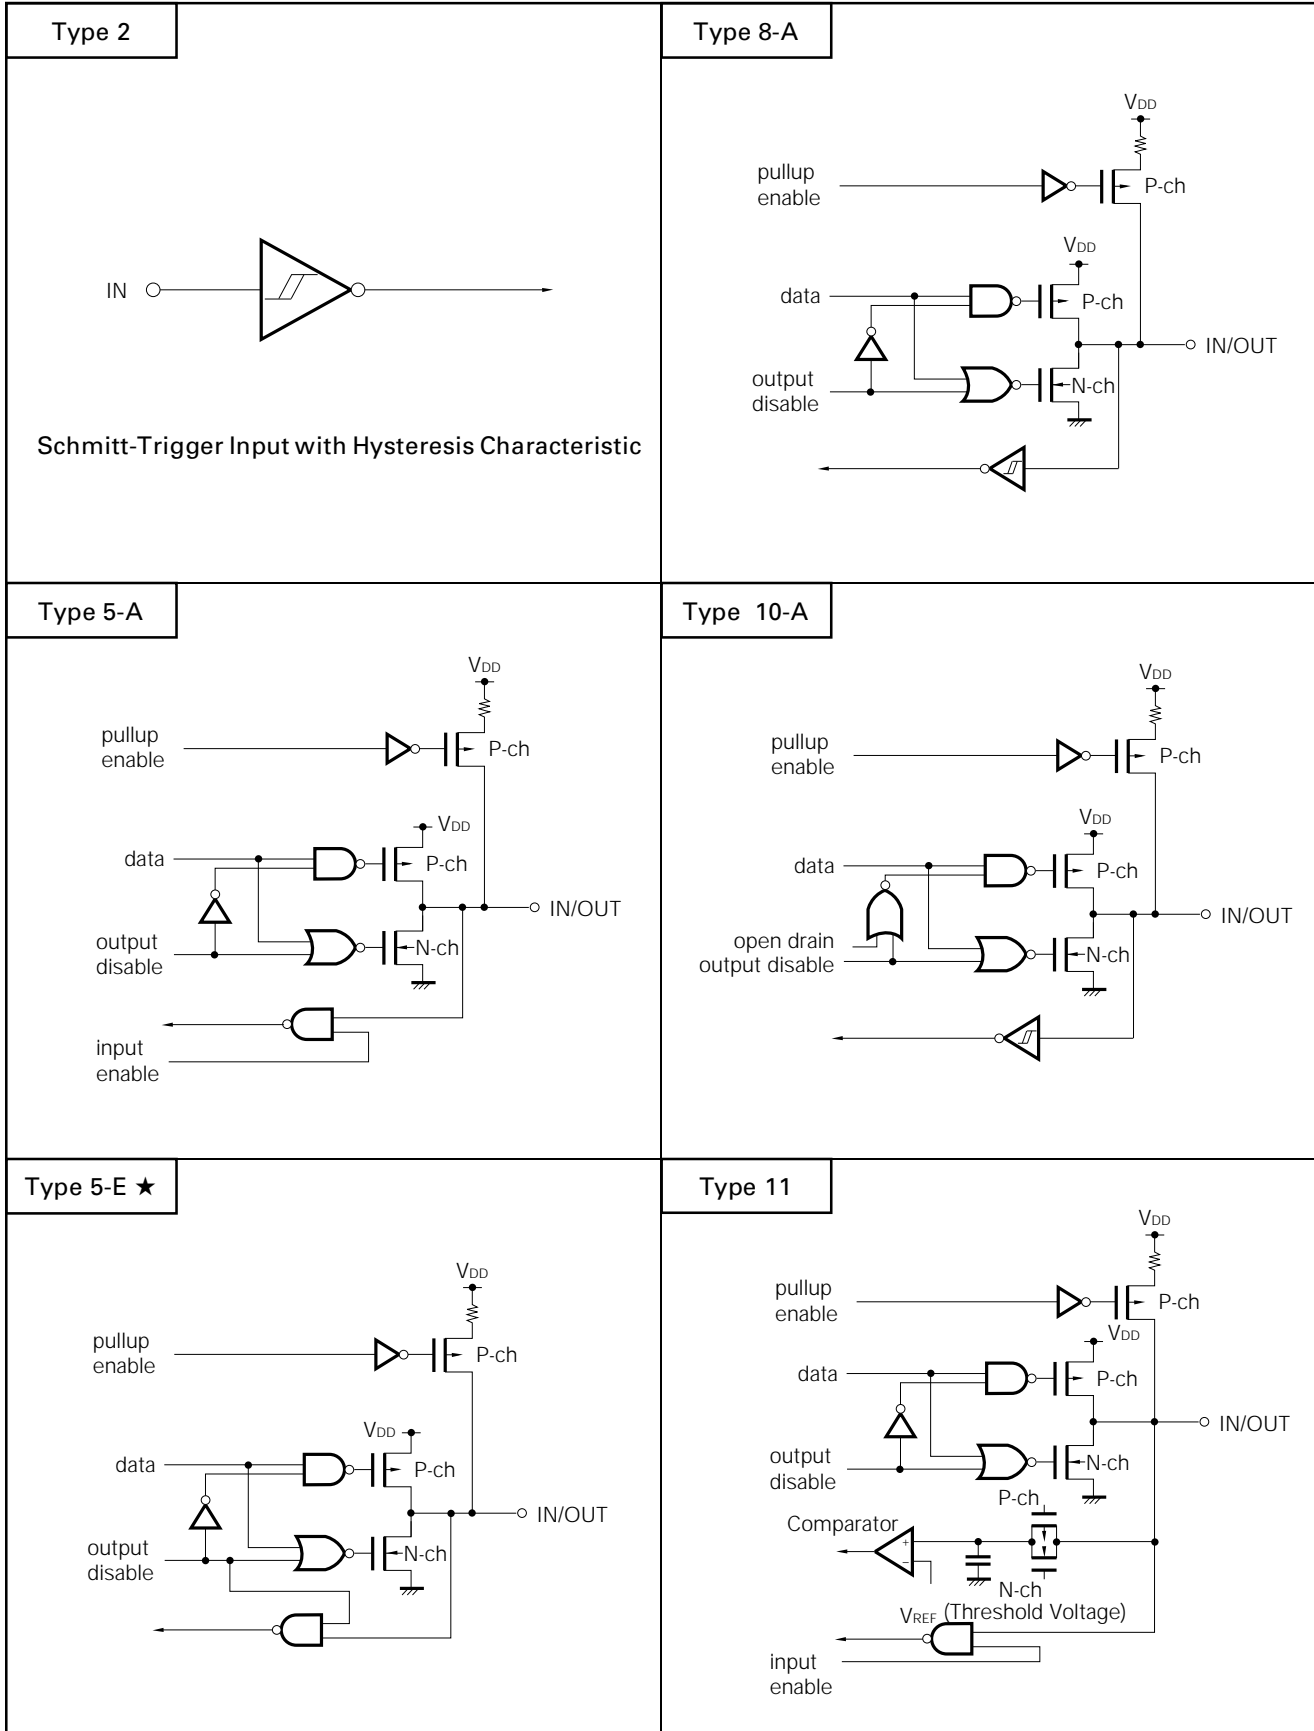 Type 2
IN
Schmitt-Trigger Input with Hysteresis Characteristic
Type 8-A
VDD
pullup
enable
P-ch
VDD
data
P-ch
IN/OUT
output
disable
N-ch
Type 5-A
VDD
pullup
enable
P-ch
VDD
data
P-ch
IN/OUT
output
disable
N-ch
input
enable
Type 10-A
VDD
pullup
enable
P-ch
VDD
data
P-ch
IN/OUT
open drain
output disable
N-ch
Type 5-E ★
VDD
pullup
enable
P-ch
VDD
data
P-ch
IN/OUT
output
disable
N-ch
Type 11
VDD
pullup
enable
P-ch
VDD
data
P-ch
IN/OUT
output
disable
N-ch
P-ch
Comparator
+
−
N-ch
VREF (Threshold Voltage)
input
enable